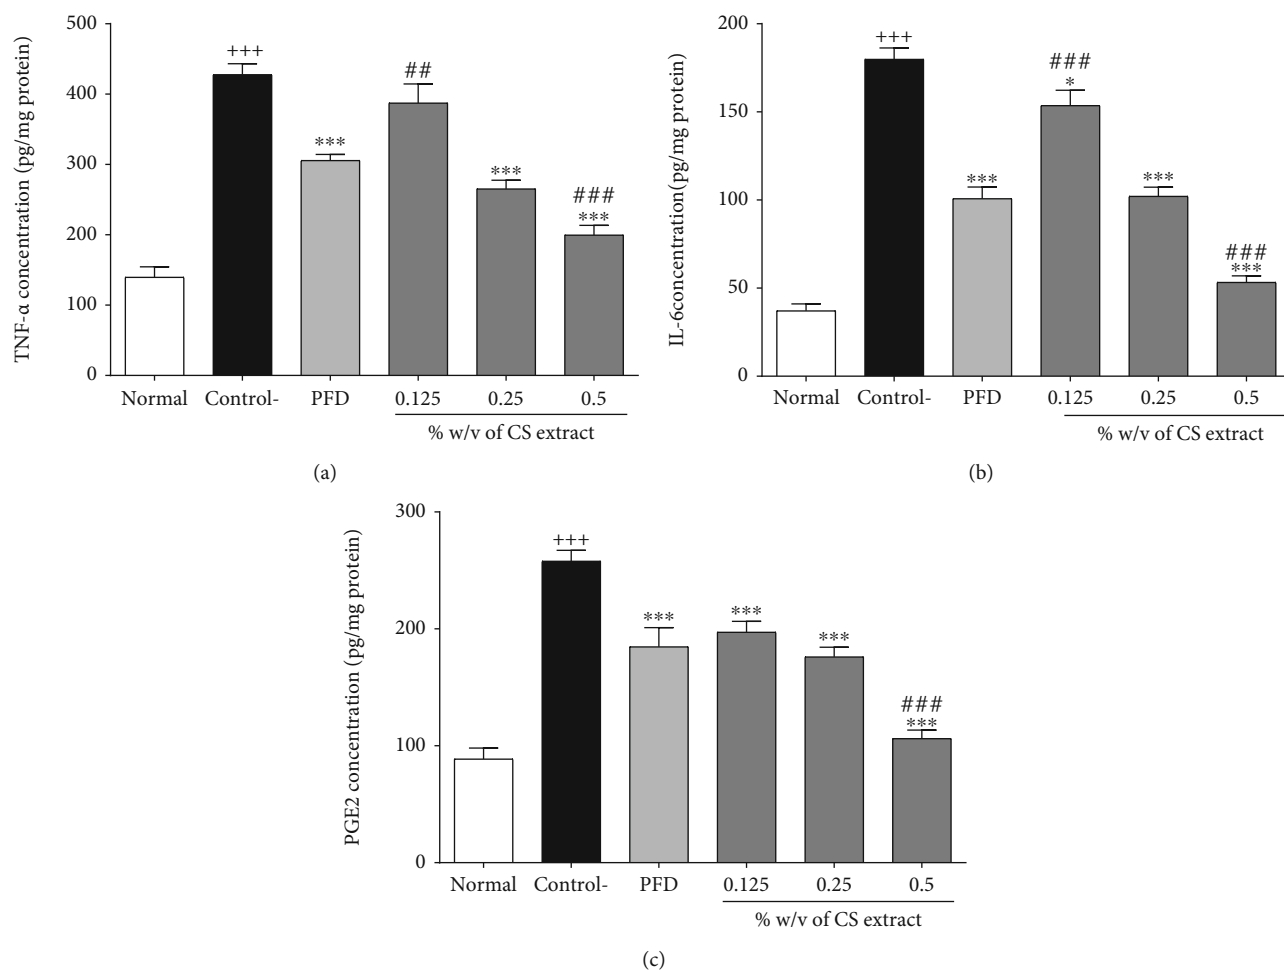 TNF-α concentration (pg/mg protein)
500
400
300
200
100
0
+++
***
##
***
###
***
Normal Control- PFD 0.125 0.25 0.5
% w/v of CS extract
(a)
IL-6concentration(pg/mg protein)
200
150
100
50
0
+++
***
###
*
***
###
***
Normal Control- PFD 0.125 0.25 0.5
% w/v of CS extract
(b)
PGE2 concentration (pg/mg protein)
300
200
100
0
+++
***
***
***
###
***
Normal Control- PFD 0.125 0.25 0.5
% w/v of CS extract
(c)